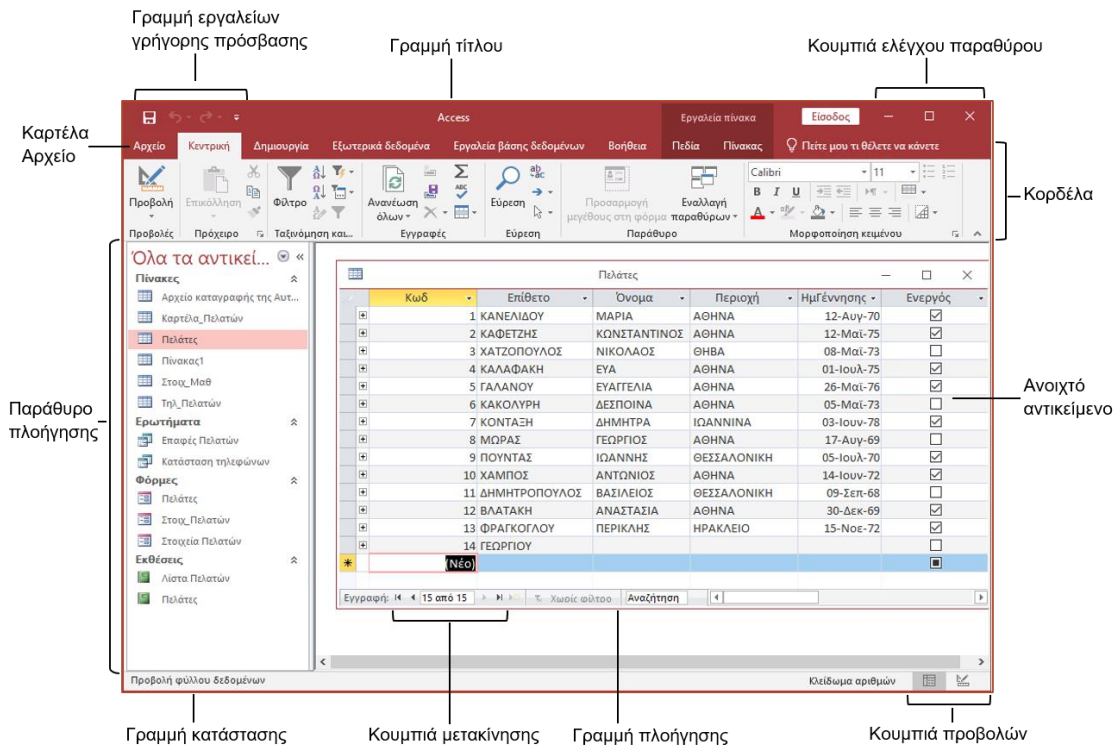 Γραμμή εργαλείων
γρήγορης πρόσβασης
Γραμμή τίτλου
Κουμπιά ελέγχου παραθύρου
Καρτέλα
Αρχείο
Access
Εργαλεία πίνακα
Είσοδος
Αρχείο Κεντρική Δημιουργία Εξωτερικά δεδομένα Εργαλεία βάσης δεδομένων Βοήθεια Πεδία Πίνακας Πείτε μου τι θέλετε να κάνετε
Κορδέλα
Προβολή
Επικόλληση
Φίλτρο
Ανανέωση
όλων
Εύρεση
Προσαρμογή
μεγέθους στη φόρμα
Εναλλαγή
παραθύρων
Calibri 11
B I U
Προβολές Πρόχειρο Ταξινόμηση και... Εγγραφές Εύρεση Παράθυρο Μορφοποίηση κειμένου
Παράθυρο
πλοήγησης
Όλα τα αντικεί...
Πίνακες
Αρχείο καταγραφής της Αυτ...
Καρτέλα_Πελατών
Πελάτες
Πίνακας1
Στοιχ_Μαθ
Τηλ_Πελατών
Ερωτήματα
Επαφές Πελατών
Κατάσταση τηλεφώνων
Φόρμες
Πελάτες
Στοιχ_Πελατών
Στοιχεία Πελατών
Εκθέσεις
Λίστα Πελατών
Πελάτες
Πελάτες
Κωδ Επίθετο Όνομα Περιοχή ΗμΓέννησης Ενεργός
1 ΚΑΝΕΛΙΔΟΥ ΜΑΡΙΑ ΑΘΗΝΑ 12-Αυγ-70
2 ΚΑΦΕΤΖΗΣ ΚΩΝΣΤΑΝΤΙΝΟΣ ΑΘΗΝΑ 12-Μαϊ-75
3 ΧΑΤΖΟΠΟΥΛΟΣ ΝΙΚΟΛΑΟΣ ΘΗΒΑ 08-Μαϊ-73
4 ΚΑΛΑΦΑΚΗ ΕΥΑ ΑΘΗΝΑ 01-Ιουλ-75
5 ΓΑΛΑΝΟΥ ΕΥΑΓΓΕΛΙΑ ΑΘΗΝΑ 26-Μαϊ-76
6 ΚΑΚΟΛΥΡΗ ΔΕΣΠΟΙΝΑ ΑΘΗΝΑ 05-Μαϊ-73
7 ΚΟΝΤΑΞΗ ΔΗΜΗΤΡΑ ΙΩΑΝΝΙΝΑ 03-Ιουν-78
8 ΜΩΡΑΣ ΓΕΩΡΓΙΟΣ ΑΘΗΝΑ 17-Αυγ-69
9 ΠΟΥΝΤΑΣ ΙΩΑΝΝΗΣ ΘΕΣΣΑΛΟΝΙΚΗ 05-Ιουλ-70
10 ΧΑΜΠΟΣ ΑΝΤΩΝΙΟΣ ΑΘΗΝΑ 14-Ιουν-72
11 ΔΗΜΗΤΡΟΠΟΥΛΟΣ ΒΑΣΙΛΕΙΟΣ ΘΕΣΣΑΛΟΝΙΚΗ 09-Σεπ-68
12 ΒΛΑΤΑΚΗ ΑΝΑΣΤΑΣΙΑ ΑΘΗΝΑ 30-Δεκ-69
13 ΦΡΑΓΚΟΓΛΟΥ ΠΕΡΙΚΛΗΣ ΗΡΑΚΛΕΙΟ 15-Νοε-72
14 ΓΕΩΡΓΙΟΥ
(Νέο)
Εγγραφή: 15 από 15 Χωρίς φίλτρο Αναζήτηση
Ανοιχτό
αντικείμενο
Προβολή φύλλου δεδομένων
Κλείδωμα αριθμών
Γραμμή κατάστασης
Κουμπιά μετακίνησης
Γραμμή πλοήγησης
Κουμπιά προβολών